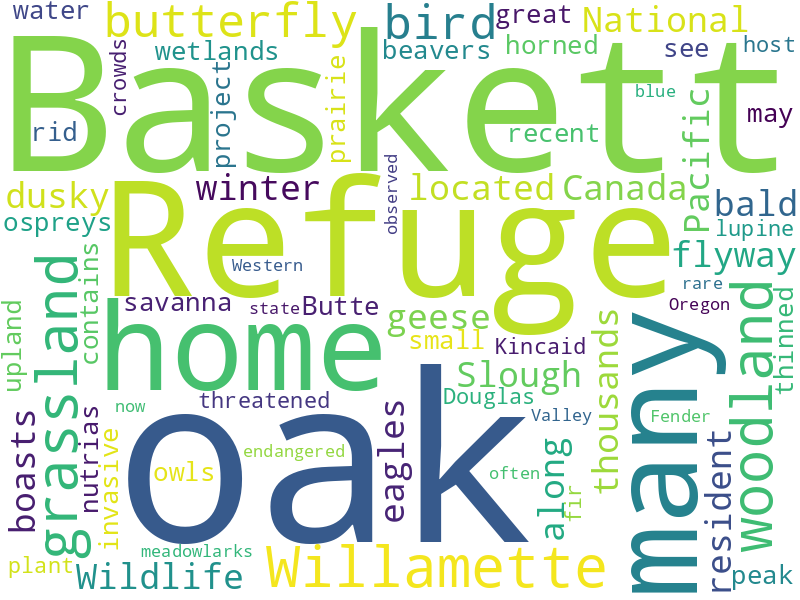 water
butterfly
bird
great
National
crowds
wetlands
beavers
horned
see
host
Baskett
rid
project
prairie
blue
recent
Pacific
may
dusky
winter
observed
located
Canada
bald
ospreys
Refuge
lupine
flyway
Western
contains
grassland
savanna
state
Butte
geese
rare
Oregon
upland
home
small
Kincaid
thousands
many
woodland
thinned
Slough
threatened
Douglas
now
boasts
nutrias
invasive
oak
owls
endangered
eagles
often
Valley
along
fir
Fender
resident
meadowlarks
plant
Wildlife
Willamette
peak